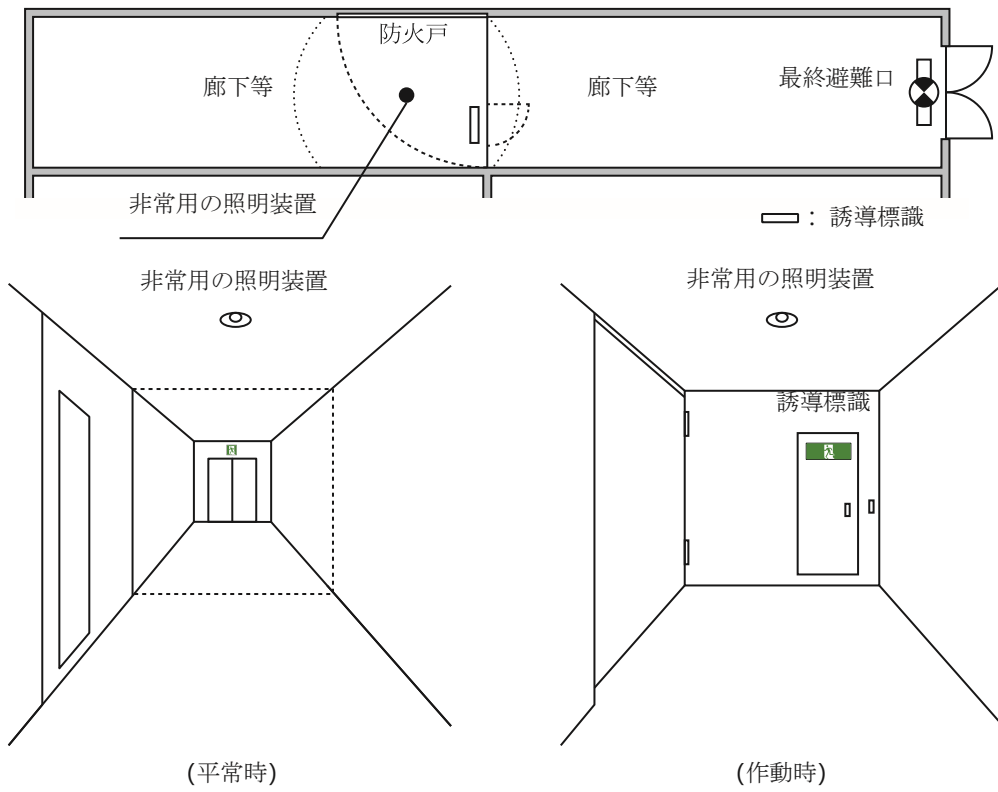 防火戸
廊下等
廊下等
最終避難口
非常用の照明装置
：誘導標識
非常用の照明装置
非常用の照明装置
誘導標識
(平常時)
(作動時)